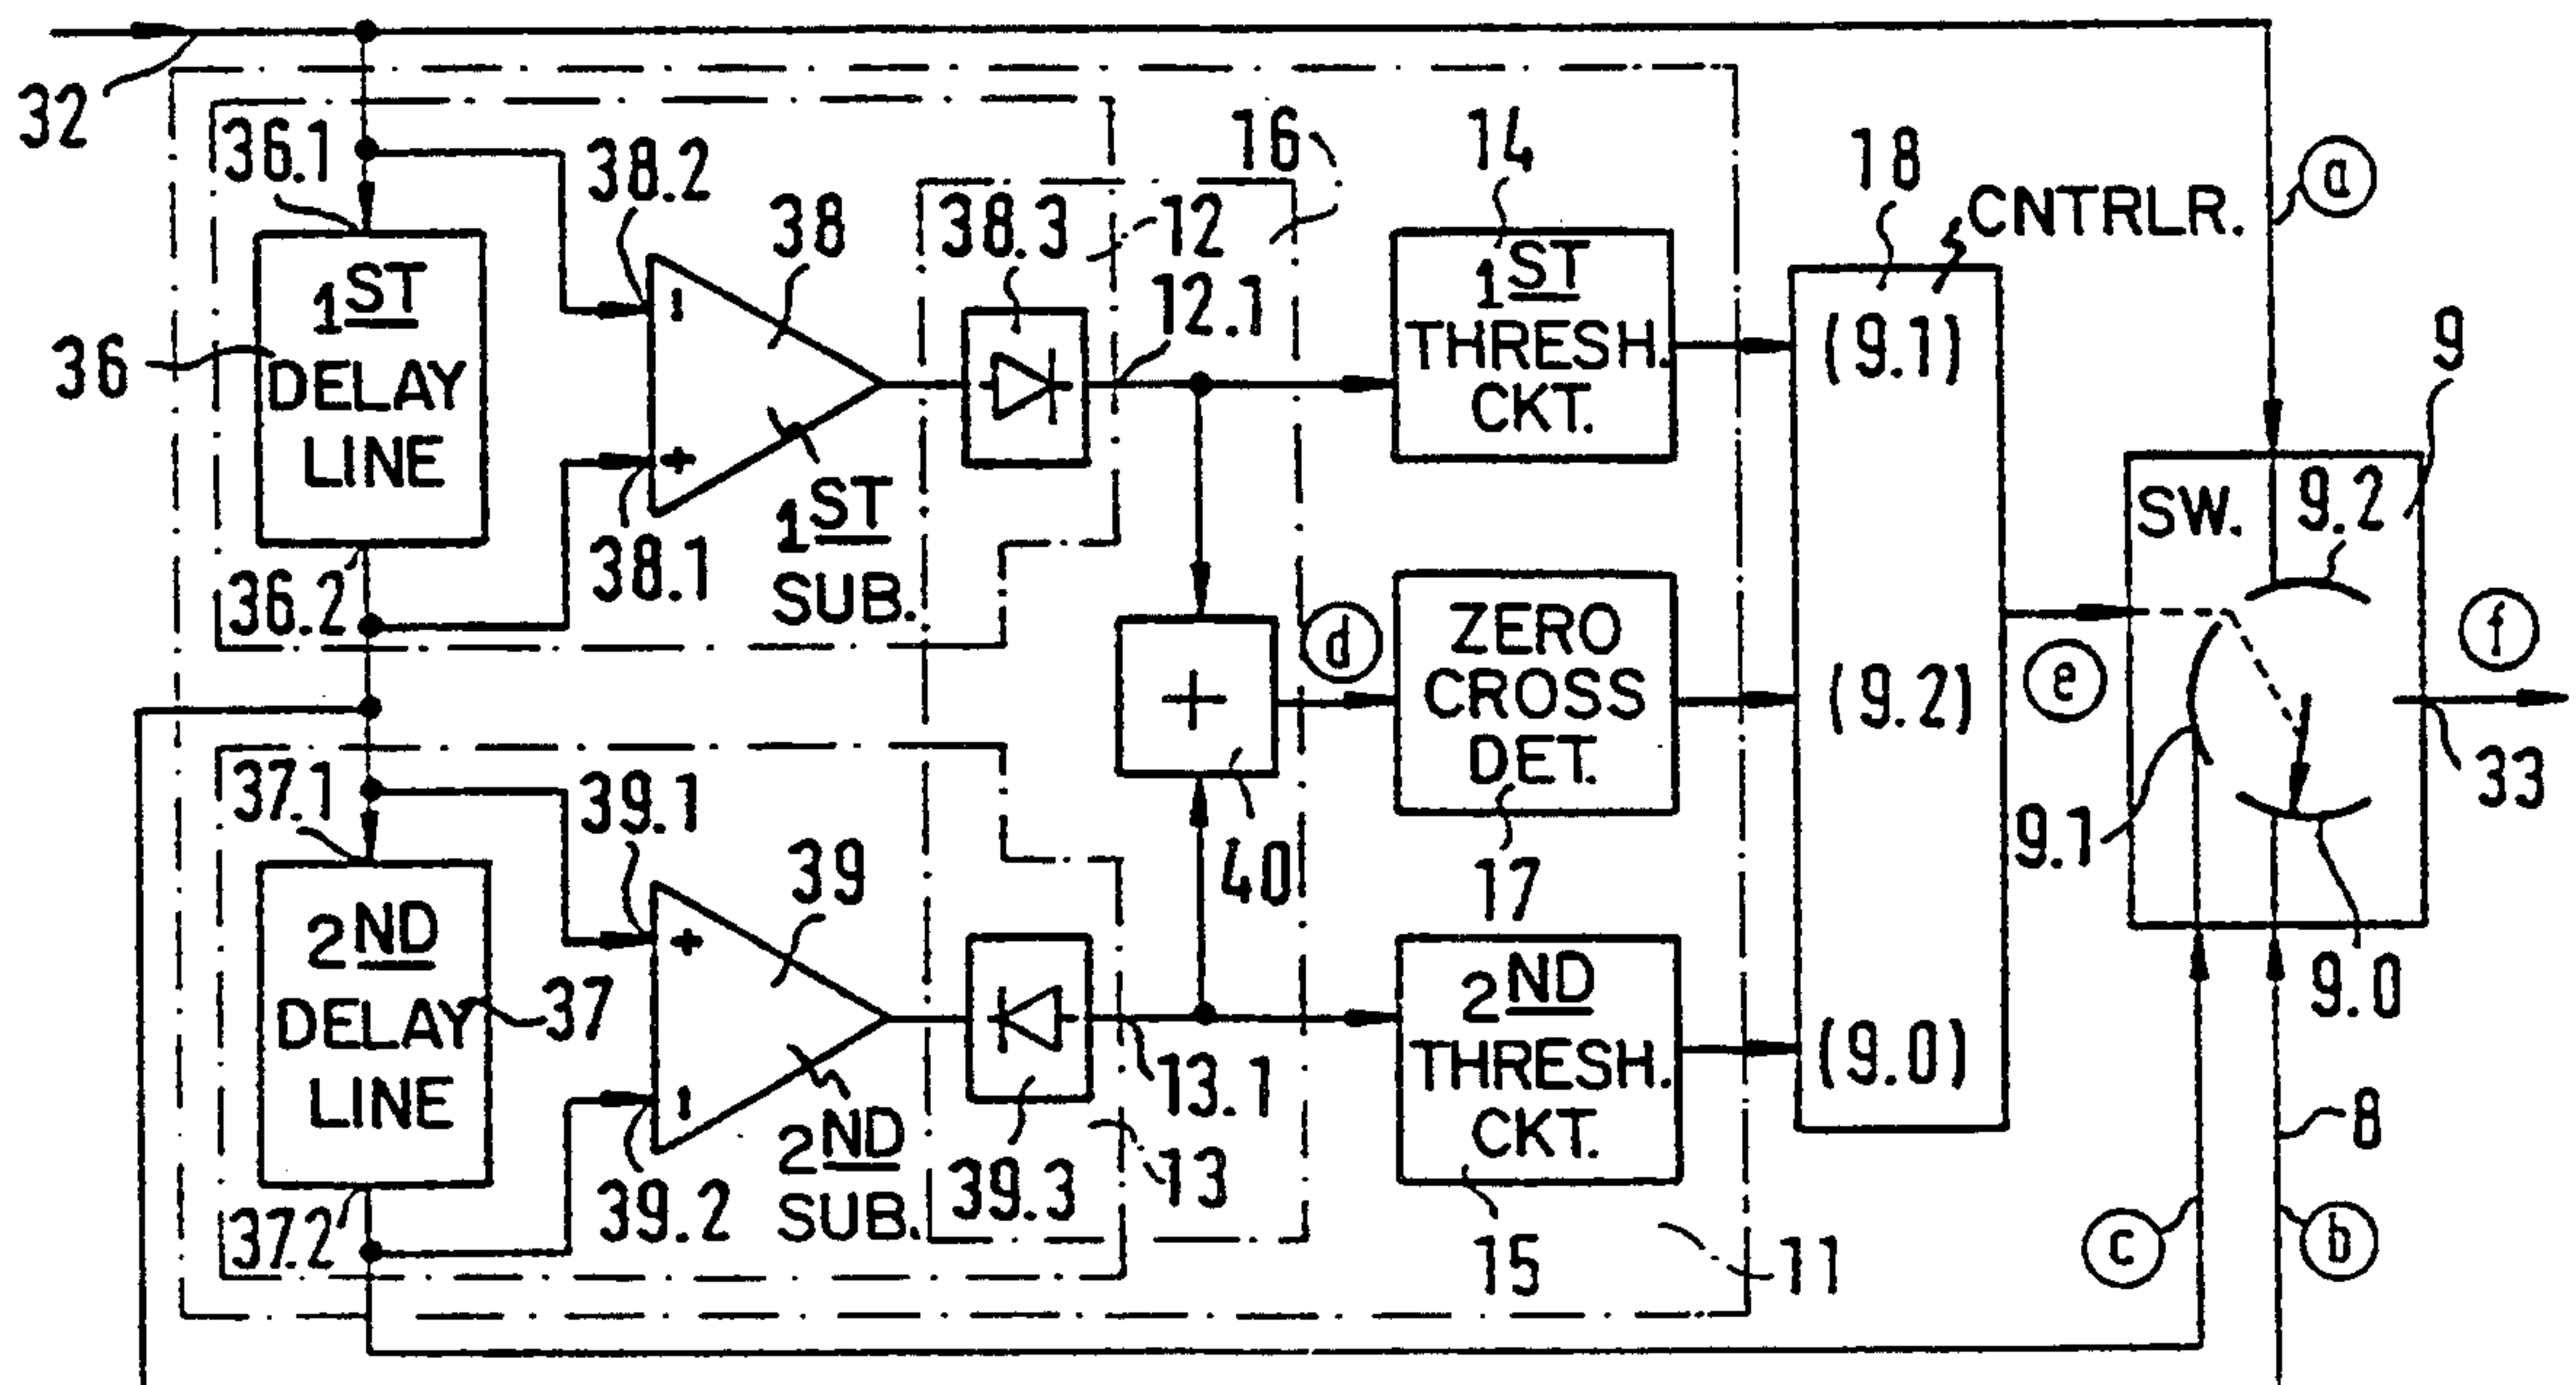 32
36.1
38.2
38
38.3
12
12.1
16
14
18
CNTRLR.
a
1ST
DELAY
LINE
36
-
+
1ST
SUB.
38.1
36.2
1ST
THRESH.
CKT.
(9.1)
9
SW.
9.2
d
ZERO
CROSS
DET.
(9.2)
e
f
+
40
17
33
9.1
37.1
39.1
39
2ND
DELAY
LINE
37
+
-
2ND
SUB.
39.2
37.2
39.3
13.1
13
2ND
THRESH.
CKT.
(9.0)
9.0
8
15
11
c
b